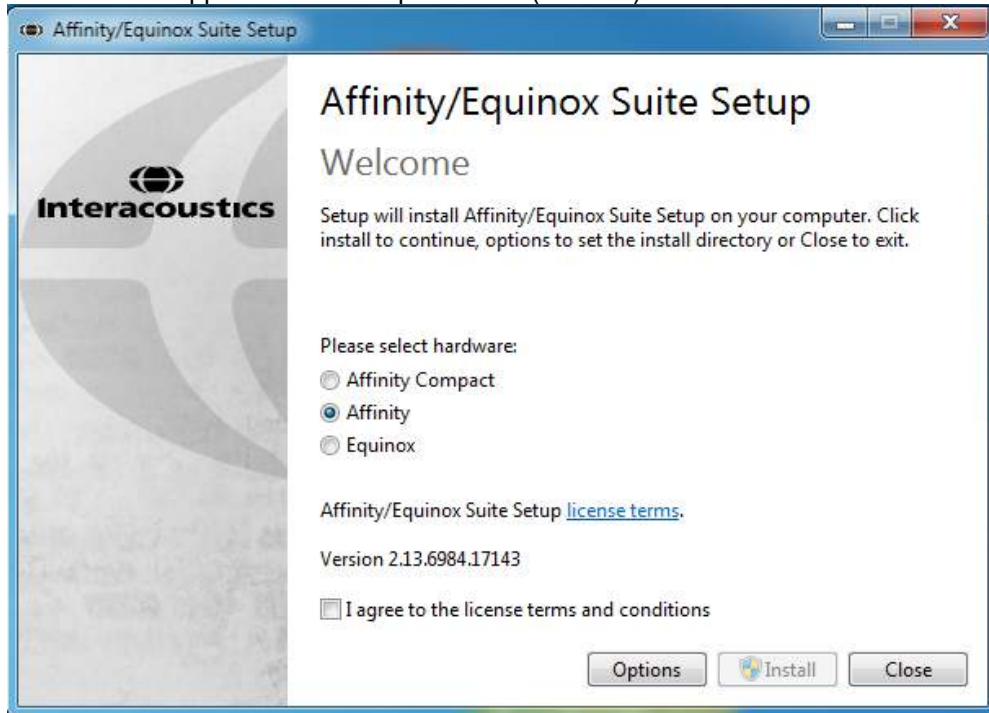 Affinity/Equinox Suite Setup
Affinity/Equinox Suite Setup
Welcome
Interacoustics
Setup will install Affinity/Equinox Suite Setup on your computer. Click
install to continue, options to set the install directory or Close to exit.
Please select hardware:
Affinity Compact
Affinity
Equinox
Affinity/Equinox Suite Setup license terms.
Version 2.13.6984.17143
I agree to the license terms and conditions
Options Install Close